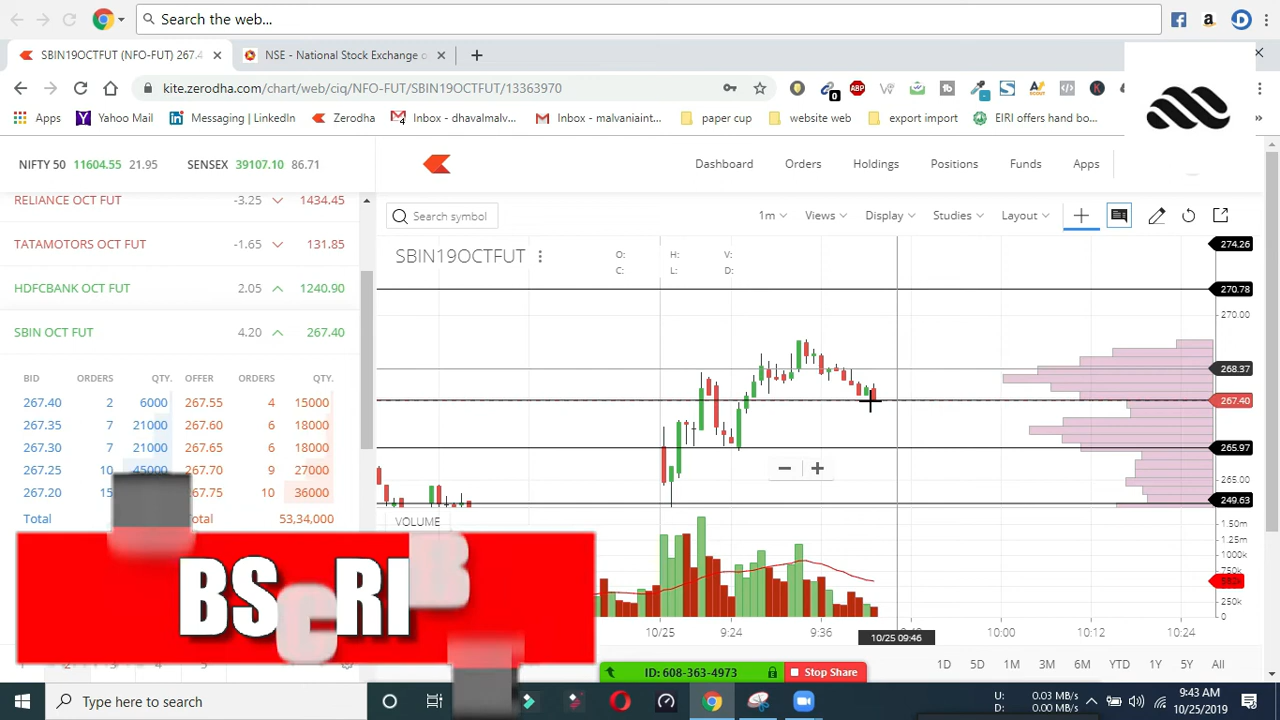 Search the web...
SBIN19OCTFUT (NFO-FUT) 267.4
NSE - National Stock Exchange o
kite.zerodha.com/chart/web/ciq/NFO-FUT/SBIN19OCTFUT/13363970
ABP
0
Apps
Yahoo Mail
Messaging | LinkedIn
Zerodha
Inbox - dhavalmalv...
Inbox - malvaniaint...
paper cup
website web
export import
EIRI offers hand bo...
NIFTY 50 11604.55 21.95
SENSEX 39107.10 86.71
Dashboard
Orders
Holdings
Positions
Funds
Apps
RELIANCE OCT FUT -3.25 1434.45
TATAMOTORS OCT FUT -1.65 131.85
HDFCBANK OCT FUT 2.05 1240.90
SBIN OCT FUT 4.20 267.40
BID ORDERS QTY. OFFER ORDERS QTY.
267.40 2 6000 267.55 4 15000
267.35 7 21000 267.60 6 18000
267.30 7 21000 267.65 6 18000
267.25 10 45000 267.70 9 27000
267.20 267.75 10 36000
Total 53,34,000
Search symbol
1m
Views
Display
Studies
Layout
SBIN19OCTFUT
O: H: V:
C: L: D:
274.26
270.78
270.00
268.37
267.40
265.97
265.00
249.63
VOLUME
1.50m
1.25m
1000k
750k
250k
0
10/25
9:24
9:36
10/25 09:46
10:00
10:12
10:24
1D
5D
1M
3M
6M
YTD
1Y
5Y
All
BSCRIB
ID: 608-363-4973
Stop Share
Type here to search
U: 0.03 MB/s
D: 0.00 MB/s
9:43 AM
10/25/2019